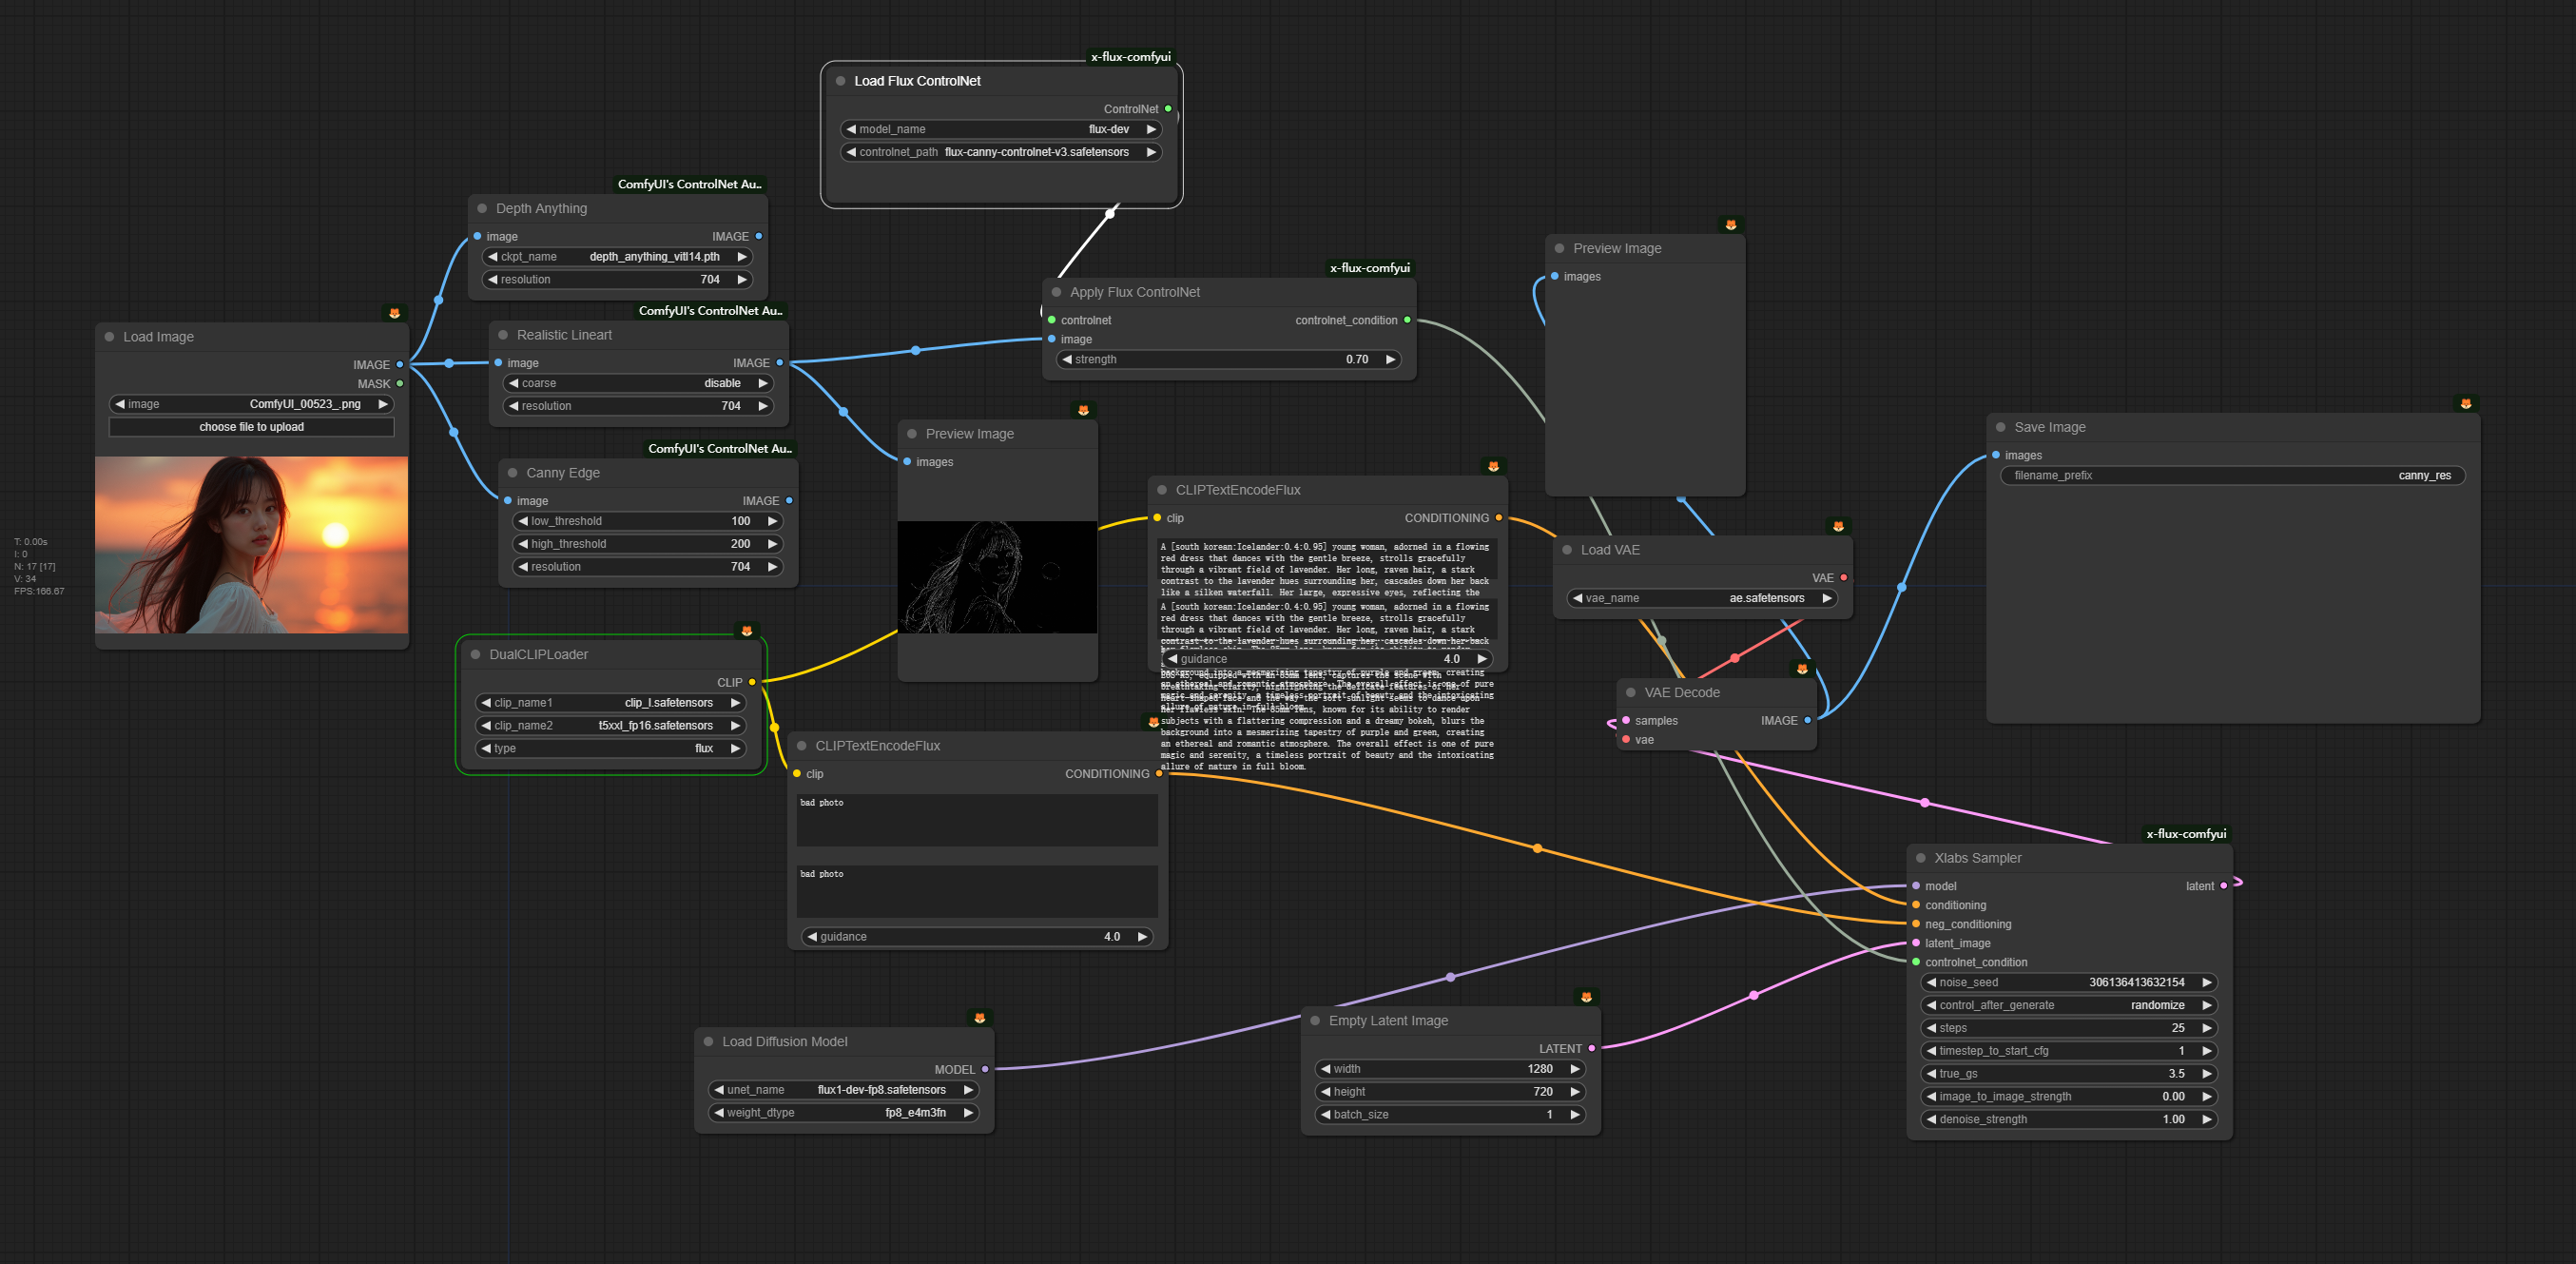 x-flux-comfyui
Load Flux ControlNet
ControlNet
model_name flux-dev
controlnet_path flux-canny-controlnet-v3.safetensors
ComfyUI's ControlNet Au..
Depth Anything
image IMAGE
ckpt_name depth_anything_vitl14.pth
resolution 704
ComfyUI's ControlNet Au..
Realistic Lineart
image IMAGE
coarse disable
resolution 704
ComfyUI's ControlNet Au..
Canny Edge
image IMAGE
low_threshold 100
high_threshold 200
resolution 704
Load Image
IMAGE
MASK
image ComfyUI_00523_.png
choose file to upload
T: 0.00s
I: 0
N: 17 [17]
V: 34
FPS:166.67
x-flux-comfyui
Apply Flux ControlNet
controlnet controlnet_condition
image
strength 0.70
Preview Image
images
Preview Image
images
CLIPTextEncodeFlux
clip CONDITIONING
A [south korean:Icelander:0.4:0.95] young woman, adorned in a flowing
red dress that dances with the gentle breeze, strolls gracefully
through a vibrant field of lavender. Her long, raven hair, a stark
contrast to the lavender hues surrounding her, cascades down her back
like a silken waterfall. Her large, expressive eyes, reflecting the
A [south korean:Icelander:0.4:0.95] young woman, adorned in a flowing
red dress that dances with the gentle breeze, strolls gracefully
through a vibrant field of lavender. Her long, raven hair, a stark
contrast to the lavender hues surrounding her, cascades down her back
guidance 4.0
her flawless skin. The 85mm lens, known for its ability to render
subjects with a flattering compression and a dreamy bokeh, blurs the
background into a mesmerizing tapestry of purple and green, creating
an ethereal and romantic atmosphere. The overall effect is one of pure
magic and serenity, a timeless portrait of beauty and the intoxicating
allure of nature in full bloom.
Load VAE
VAE
vae_name ae.safetensors
VAE Decode
samples IMAGE
vae
Save Image
images
filename_prefix canny_res
DualCLIPLoader
CLIP
clip_name1 clip_l.safetensors
clip_name2 t5xxl_fp16.safetensors
type flux
CLIPTextEncodeFlux
clip CONDITIONING
bad photo
bad photo
guidance 4.0
Load Diffusion Model
MODEL
unet_name flux1-dev-fp8.safetensors
weight_dtype fp8_e4m3fn
Empty Latent Image
LATENT
width 1280
height 720
batch_size 1
x-flux-comfyui
Xlabs Sampler
model latent
conditioning
neg_conditioning
latent_image
controlnet_condition
noise_seed 306136413632154
control_after_generate randomize
steps 25
timestep_to_start_cfg 1
true_gs 3.5
image_to_image_strength 0.00
denoise_strength 1.00